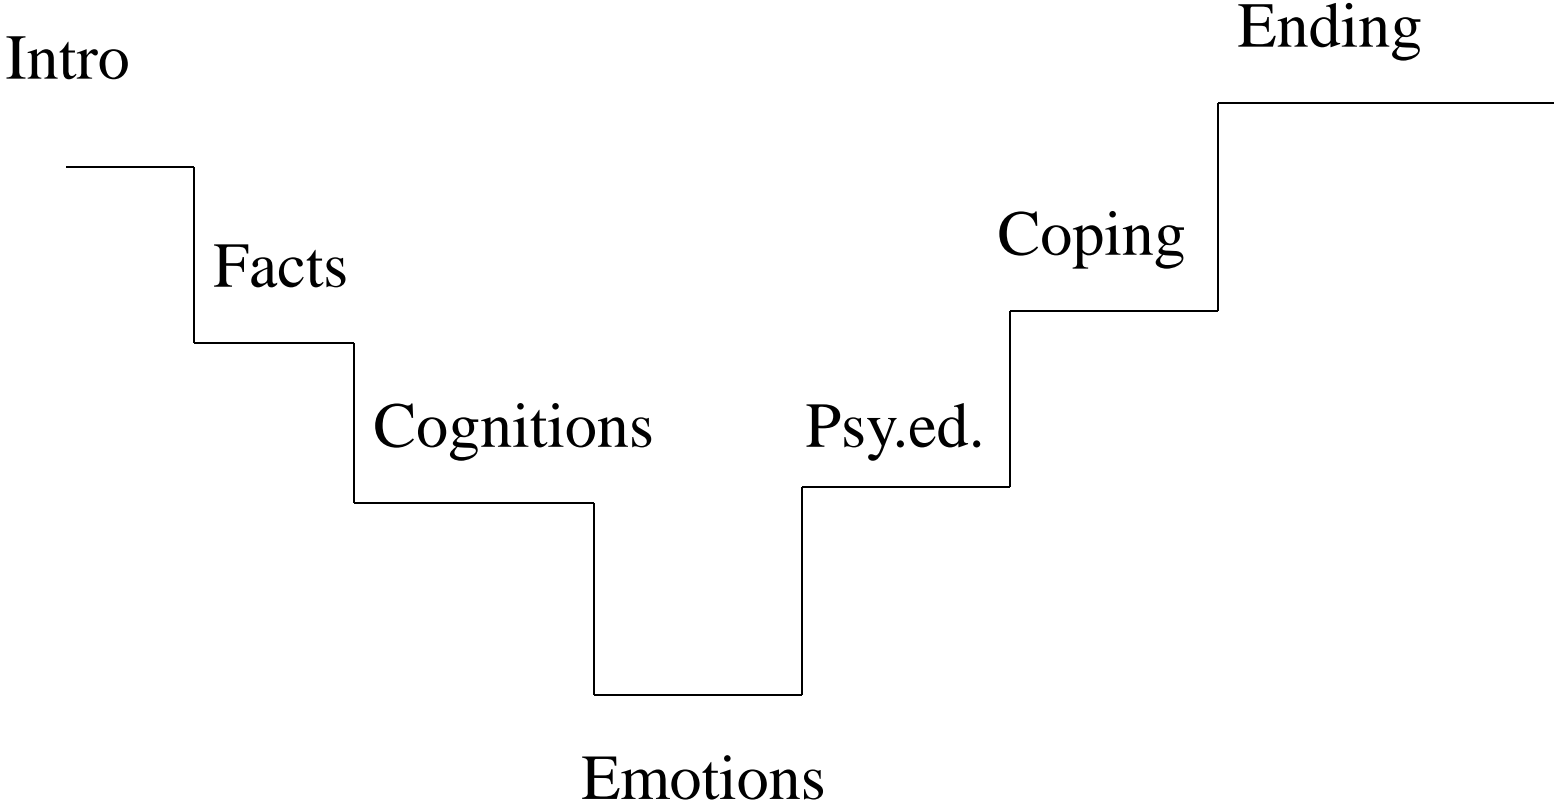 Intro
Facts
Cognitions
Emotions
Psy.ed.
Coping
Ending